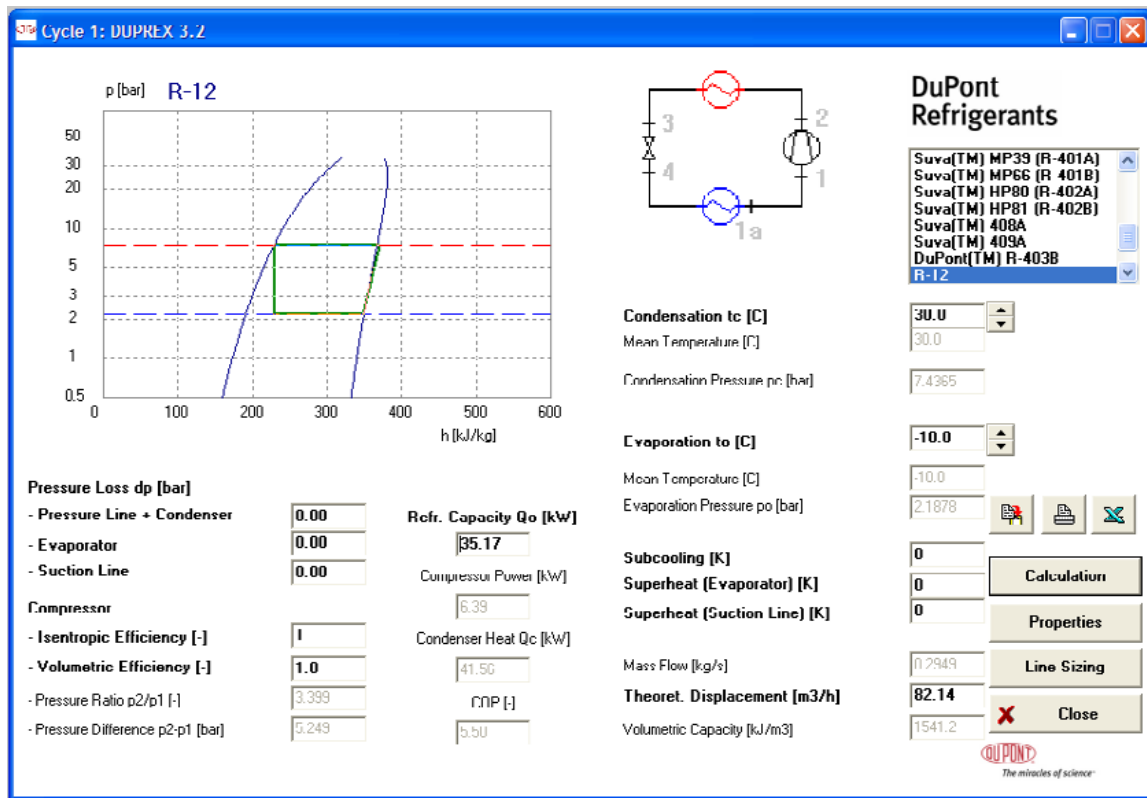 Cycle 1: DUPREX 3.2
p [bar] R-12
50
30
20
10
5
3
2
1
0.5
0 100 200 300 400 500 600
h [kJ/kg]
3
2
4
1
1a
DuPont
Refrigerants
Suva(TM) MP39 (R-401A)
Suva(TM) MP66 (R 401B)
Suva(TM) HP80 (R-402A)
Suva(TM) HP81 (R-402B)
Suva(TM) 408A
Suva(TM) 409A
DuPont(TM) R-403B
R-12
Condensation tc [C] 30.0
Mean Temperature [C] 30.0
Condensation Pressure pc [bar] 7.4365
Evaporation to [C] -10.0
Mean Temperature [C] -10.0
Evaporation Pressure po [bar] 2.1878
Subcooling [K] 0
Superheat (Evaporator) [K] 0
Superheat (Suction Line) [K] 0
Mass Flow [kg/s] 0.2949
Theoret. Displacement [m3/h] 82.14
Volumetric Capacity [kJ/m3] 1541.2
Pressure Loss dp [bar]
- Pressure Line + Condenser 0.00
- Evaporator 0.00
- Suction Line 0.00
Compressor
- Isentropic Efficiency [-] 1
- Volumetric Efficiency [-] 1.0
- Pressure Ratio p2/p1 [-] 3.399
- Pressure Difference p2-p1 [bar] 5.249
Refr. Capacity Qo [kW]
35.17
Compressor Power [kW]
6.39
Condenser Heat Qc [kW]
41.56
COP [-]
5.50
Calculation
Properties
Line Sizing
Close
DUPONT
The miracles of science™